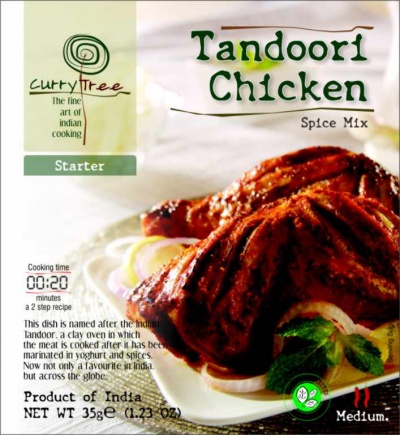 curry tree
The fine
art of
indian
cooking
Starter
Tandoori
Chicken
Spice Mix
Cooking time
00:20
minutes
a 2 step recipe
This dish is named after the Indian
Tandoor, a clay oven in which
the meat is cooked after it has been
marinated in yoghurt and spices.
Now not only a favourite in india,
but across the globe.
Product of India
NET WT 35g℮ (1.23 OZ)
Medium.